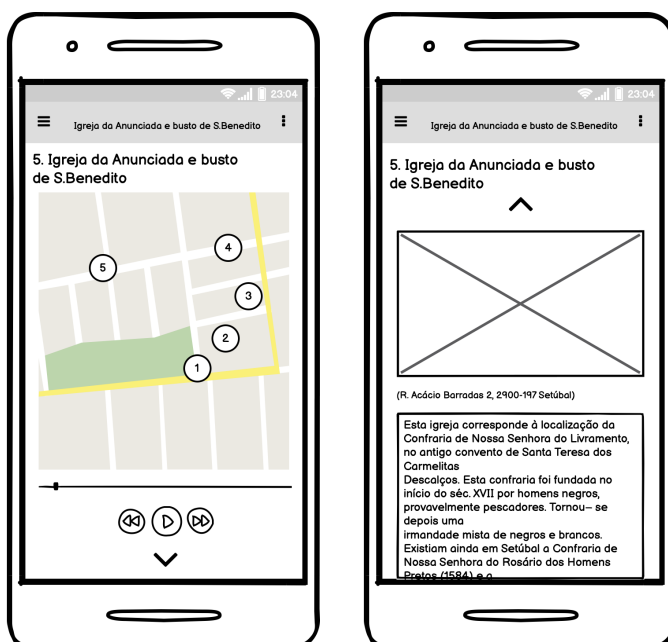 23:04
Igreja da Anunciada e busto de S.Benedito
5. Igreja da Anunciada e busto
de S.Benedito
4
5
3
2
1
23:04
Igreja da Anunciada e busto de S.Benedito
5. Igreja da Anunciada e busto
de S.Benedito
(R. Acácio Barradas 2, 2900-197 Setúbal)
Esta igreja corresponde à localização da
Confraria de Nossa Senhora do Livramento,
no antigo convento de Santa Teresa dos
Carmelitas
Descalços. Esta confraria foi fundada no
início do séc. XVII por homens negros,
provavelmente pescadores. Tornou– se
depois uma
irmandade mista de negros e brancos.
Existiam ainda em Setúbal a Confraria de
Nossa Senhora do Rosário dos Homens
Pretos (1584) e a